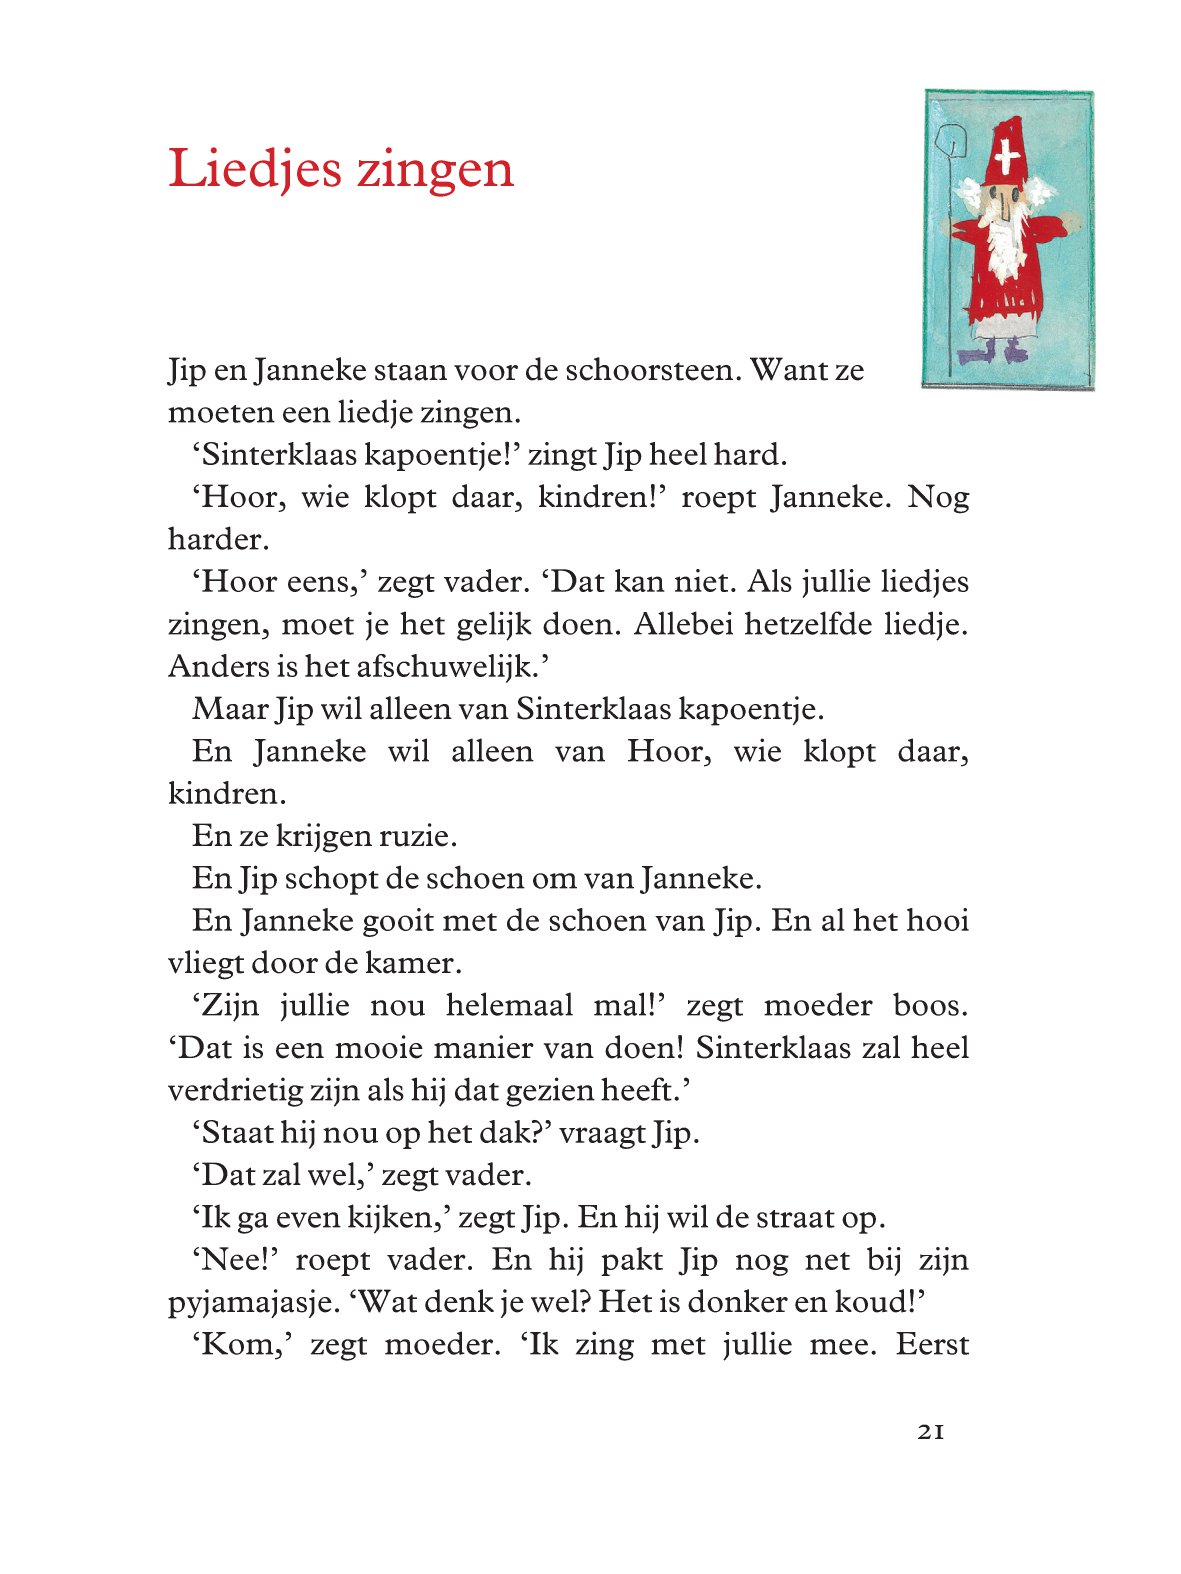 Liedjes zingen
Jip en Janneke staan voor de schoorsteen. Want ze
moeten een liedje zingen.
‘Sinterklaas kapoentje!’ zingt Jip heel hard.
‘Hoor, wie klopt daar, kindren!’ roept Janneke. Nog
harder.
‘Hoor eens,’ zegt vader. ‘Dat kan niet. Als jullie liedjes
zingen, moet je het gelijk doen. Allebei hetzelfde liedje.
Anders is het afschuwelijk.’
Maar Jip wil alleen van Sinterklaas kapoentje.
En Janneke wil alleen van Hoor, wie klopt daar,
kindren.
En ze krijgen ruzie.
En Jip schopt de schoen om van Janneke.
En Janneke gooit met de schoen van Jip. En al het hooi
vliegt door de kamer.
‘Zijn jullie nou helemaal mal!’ zegt moeder boos.
‘Dat is een mooie manier van doen! Sinterklaas zal heel
verdrietig zijn als hij dat gezien heeft.’
‘Staat hij nou op het dak?’ vraagt Jip.
‘Dat zal wel,’ zegt vader.
‘Ik ga even kijken,’ zegt Jip. En hij wil de straat op.
‘Nee!’ roept vader. En hij pakt Jip nog net bij zijn
pyjamajasje. ‘Wat denk je wel? Het is donker en koud!’
‘Kom,’ zegt moeder. ‘Ik zing met jullie mee. Eerst
21